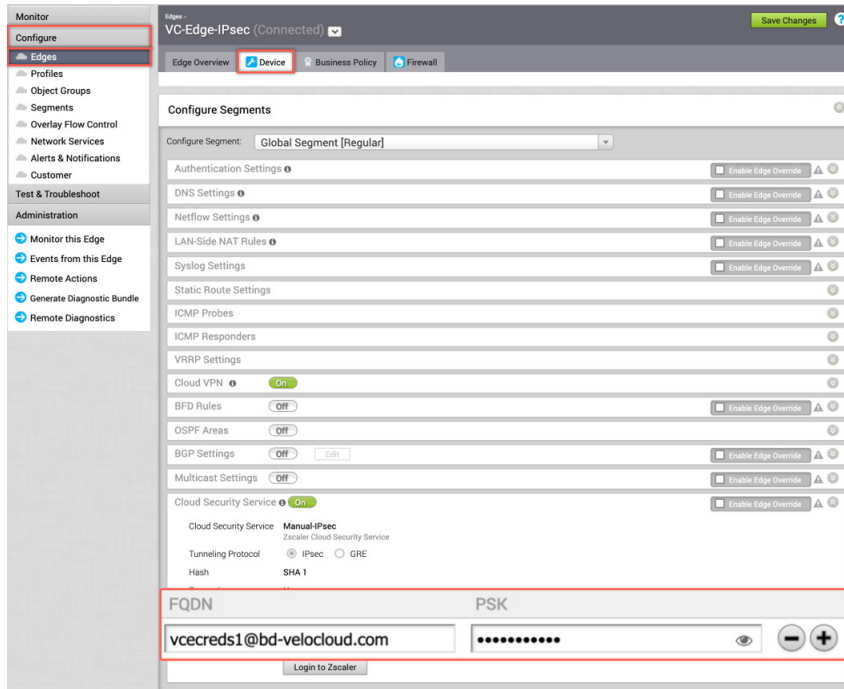 Monitor
Configure
Edges
Profiles
Object Groups
Segments
Overlay Flow Control
Network Services
Alerts & Notifications
Customer
Test & Troubleshoot
Administration
Monitor this Edge
Events from this Edge
Remote Actions
Generate Diagnostic Bundle
Remote Diagnostics
Edges -
VC-Edge-IPsec (Connected)
Save Changes ?
Edge Overview Device Business Policy Firewall
Configure Segments
Configure Segment: Global Segment [Regular]
Authentication Settings Enable Edge Override
DNS Settings Enable Edge Override
Netflow Settings Enable Edge Override
LAN-Side NAT Rules Enable Edge Override
Syslog Settings Enable Edge Override
Static Route Settings
ICMP Probes
ICMP Responders
VRRP Settings
Cloud VPN On
BFD Rules Off Enable Edge Override
OSPF Areas Off
BGP Settings Off Edit Enable Edge Override
Multicast Settings Off Enable Edge Override
Cloud Security Service On Enable Edge Override
Cloud Security Service Manual-IPsec
Zscaler Cloud Security Service
Tunneling Protocol IPsec GRE
Hash SHA 1
FQDN PSK
vcecreds1@bd-velocloud.com •••••••••••
Login to Zscaler